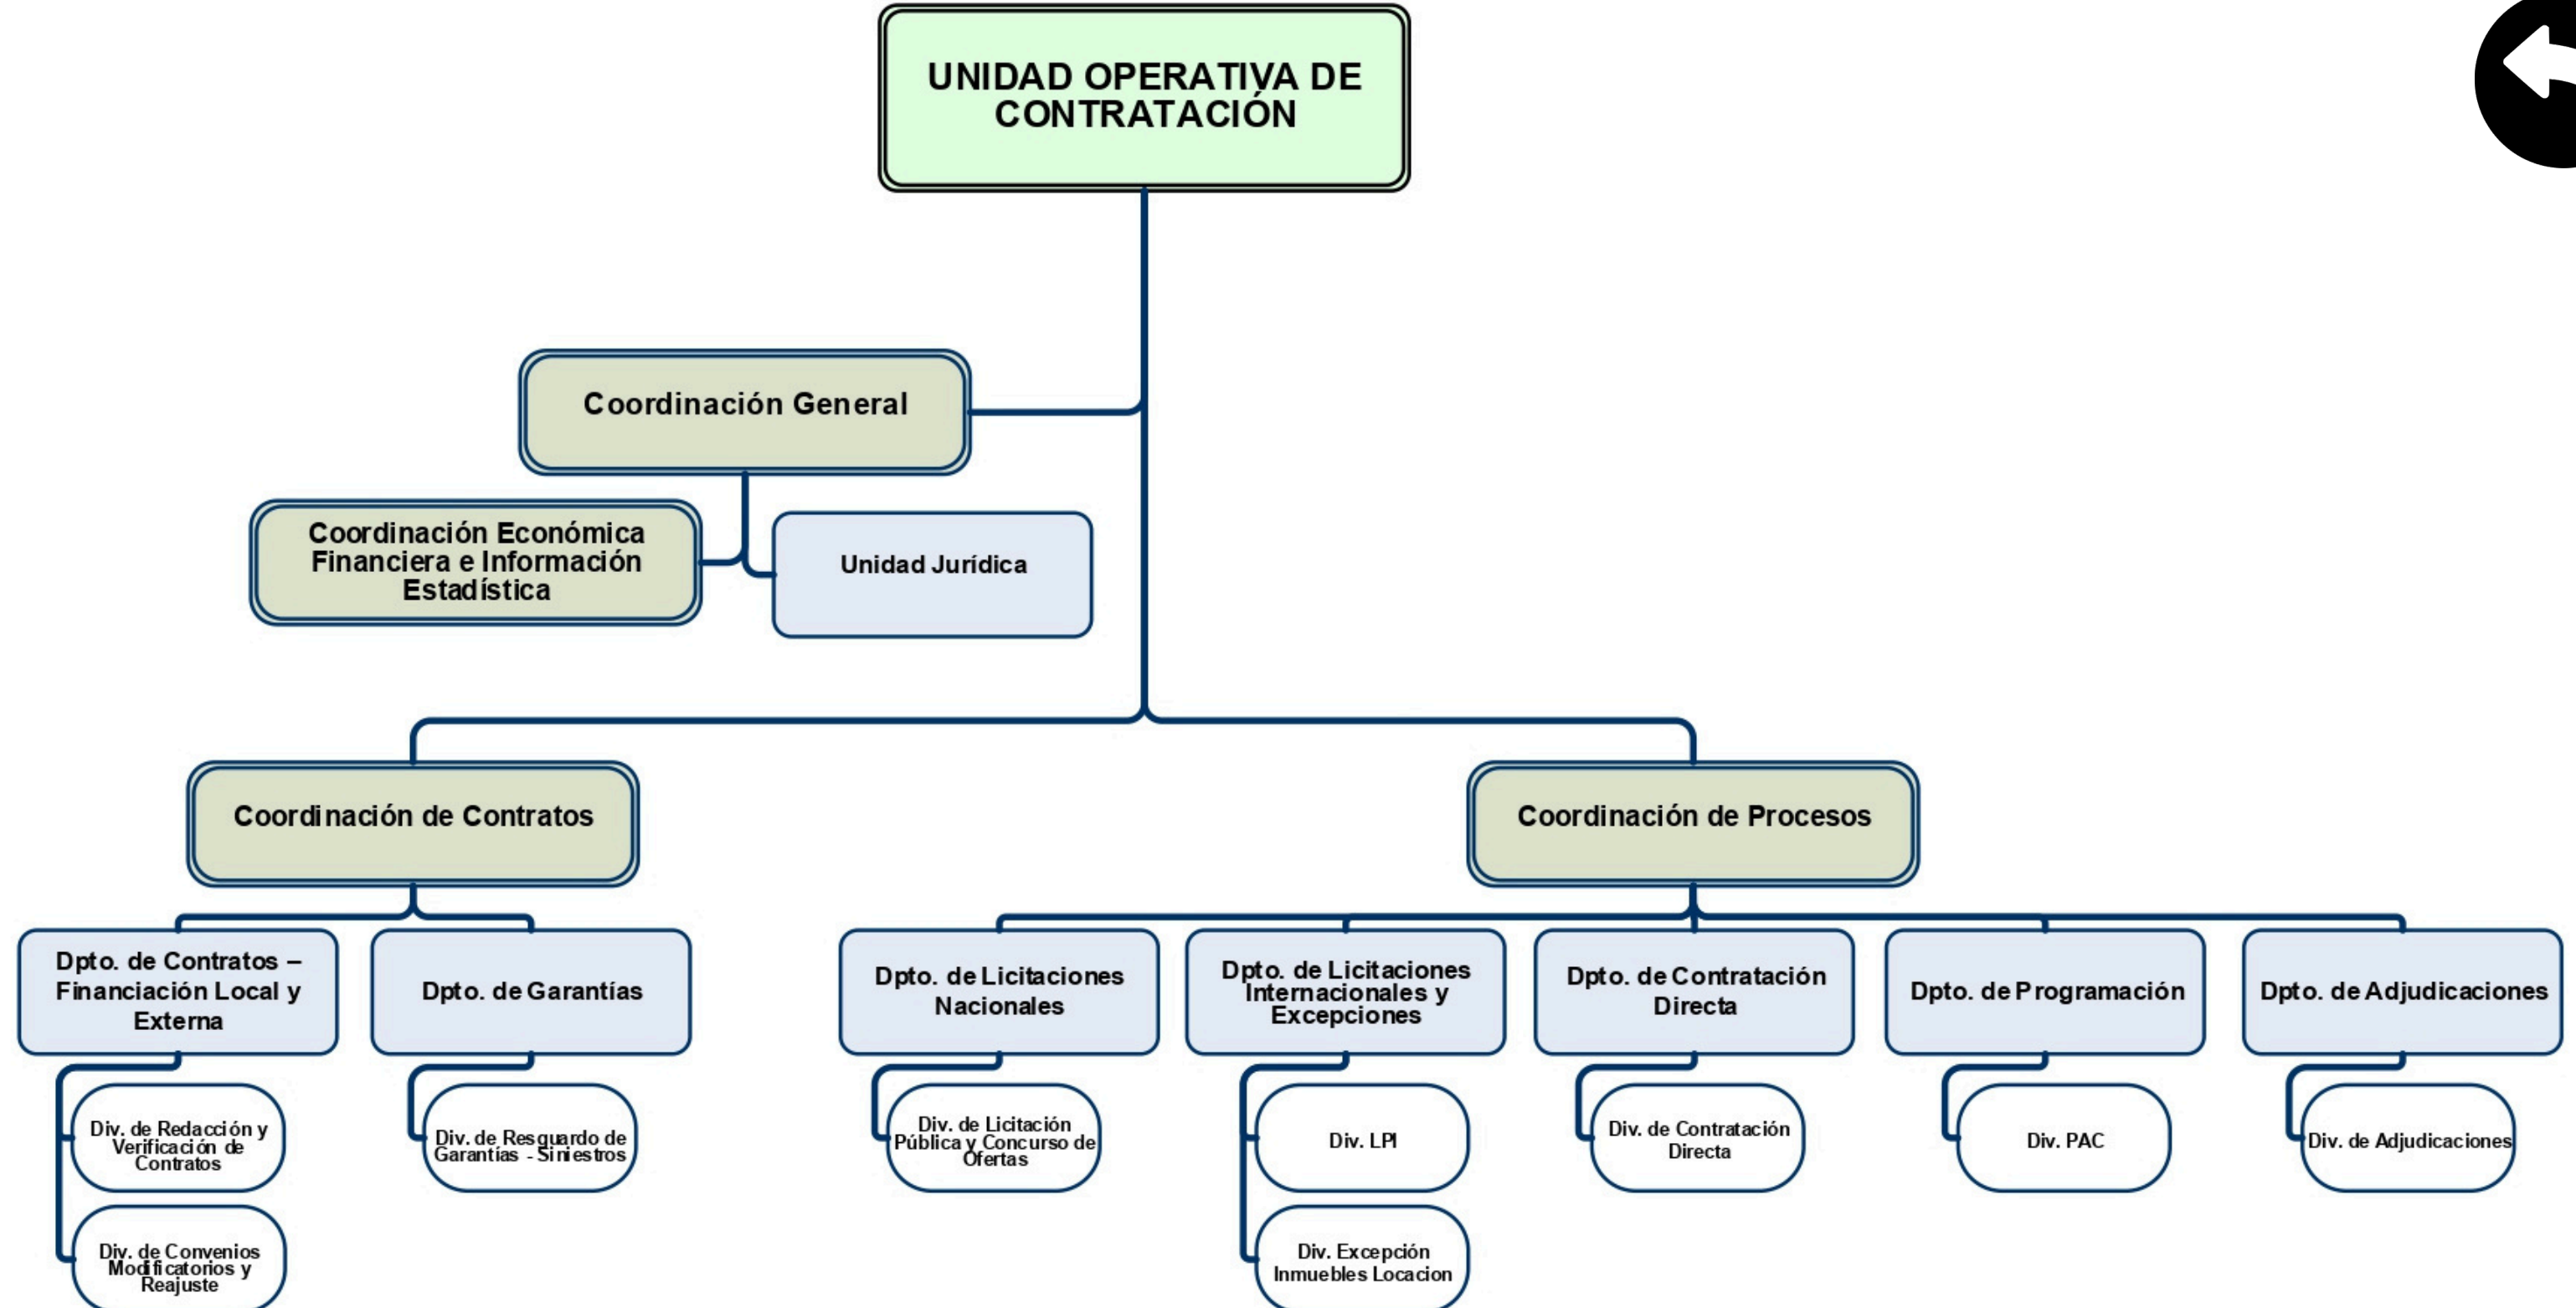 UNIDAD OPERATIVA DE
CONTRATACIÓN
Coordinación General
Coordinación Económica
Financiera e Información
Estadística
Unidad Jurídica
Coordinación de Contratos
Coordinación de Procesos
Dpto. de Contratos –
Financiación Local y
Externa
Dpto. de Garantías
Dpto. de Licitaciones
Nacionales
Dpto. de Licitaciones
Internacionales y
Excepciones
Dpto. de Contratación
Directa
Dpto. de Programación
Dpto. de Adjudicaciones
Div. de Redacción y
Verificación de
Contratos
Div. de Resguardo de
Garantías - Siniestros
Div. de Licitación
Pública y Concurso de
Ofertas
Div. LPI
Div. de Contratación
Directa
Div. PAC
Div. de Adjudicaciones
Div. de Convenios
Modificatorios y
Reajuste
Div. Excepción
Inmuebles Locacion